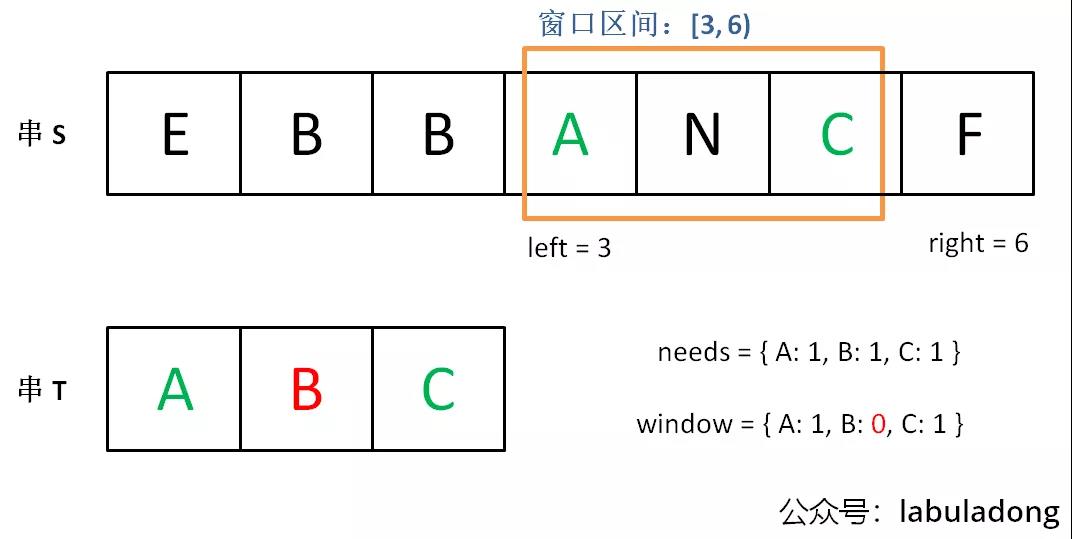 窗口区间：[3, 6)
串 S
E B B A N C F
left = 3
right = 6
串 T
A B C
needs = { A: 1, B: 1, C: 1 }
window = { A: 1, B: 0, C: 1 }
公众号：labuladong